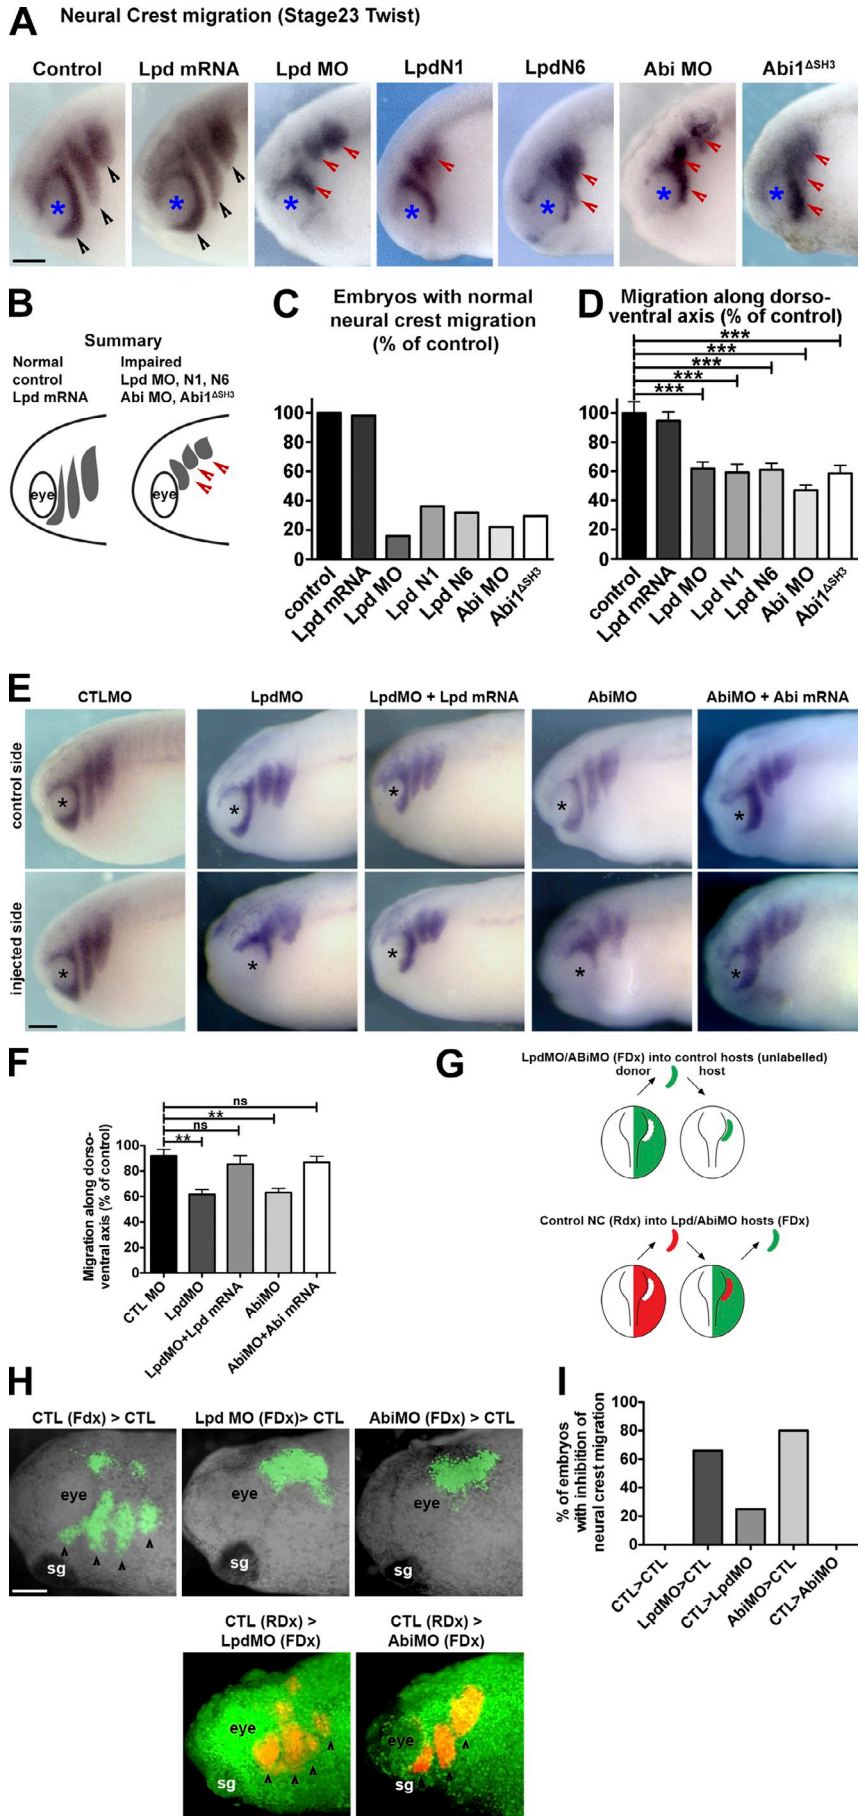 A Neural Crest migration (Stage23 Twist)
Control Lpd mRNA Lpd MO LpdN1 LpdN6 Abi MO Abi1ΔSH3
* * * * * * *
B
Summary
Normal Impaired
control Lpd MO, N1, N6
Lpd mRNA Abi MO, Abi1ΔSH3
eye eye
C Embryos with normal
neural crest migration
(% of control)
100
80
60
40
20
0
control Lpd mRNA Lpd MO Lpd N1 Lpd N6 Abi MO Abi1ΔSH3
D Migration along dorso-
ventral axis (% of control)
***
***
***
***
***
100
80
60
40
20
0
control Lpd mRNA Lpd MO Lpd N1 Lpd N6 Abi MO Abi1ΔSH3
E
CTLMO LpdMO LpdMO + Lpd mRNA AbiMO AbiMO + Abi mRNA
control side
* * * * *
injected side
* * * * *
F
Migration along dorso-
ventral axis (% of control)
ns
**
ns
**
100
80
60
40
20
0
CTL MO LpdMO LpdMO+Lpd mRNA AbiMO AbiMO+Abi mRNA
G
LpdMO/ABiMO (FDx) into control hosts (unlabelled)
donor host
Control NC (Rdx) into Lpd/AbiMO hosts (FDx)
H
CTL (Fdx) > CTL Lpd MO (FDx)> CTL AbiMO (FDx) > CTL
eye eye eye
sg sg sg
CTL (RDx) > CTL (RDx) >
LpdMO (FDx) AbiMO (FDx)
eye eye
sg sg
I
% of embryos
with inhibition of
neural crest migration
100
80
60
40
20
0
CTL>CTL LpdMO>CTL CTL>LpdMO AbiMO>CTL CTL>AbiMO